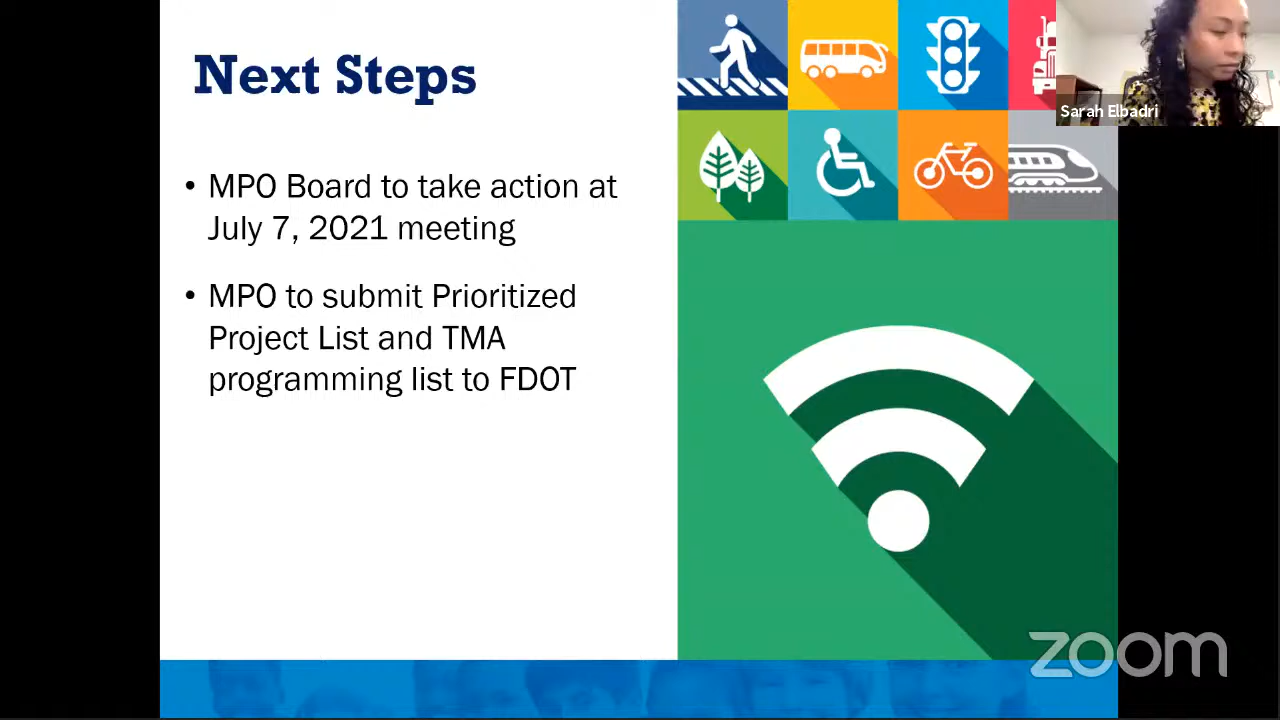 Next Steps
• MPO Board to take action at
July 7, 2021 meeting
• MPO to submit Prioritized
Project List and TMA
programming list to FDOT
Sarah Elbadri
zoom